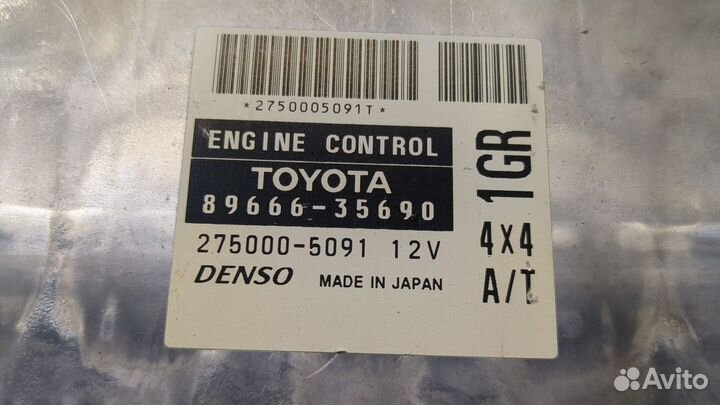 *2750005091T*
ENGINE CONTROL
TOYOTA
89666-35690
275000-5091 12V
DENSO MADE IN JAPAN
1GR
4X4
A/T
Avito